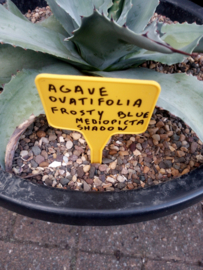 AGAVE
OVATIFOLIA
FROSTY BLUE
MEDIOPICTA
SHADOW